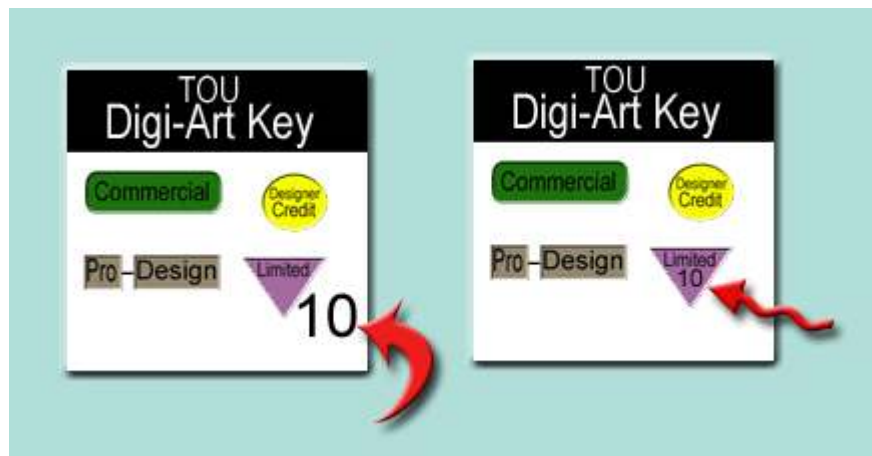 TOU
Digi-Art Key
Commercial
Designer
Credit
Pro-Design
Limited
10
TOU
Digi-Art Key
Commercial
Designer
Credit
Pro-Design
Limited
10